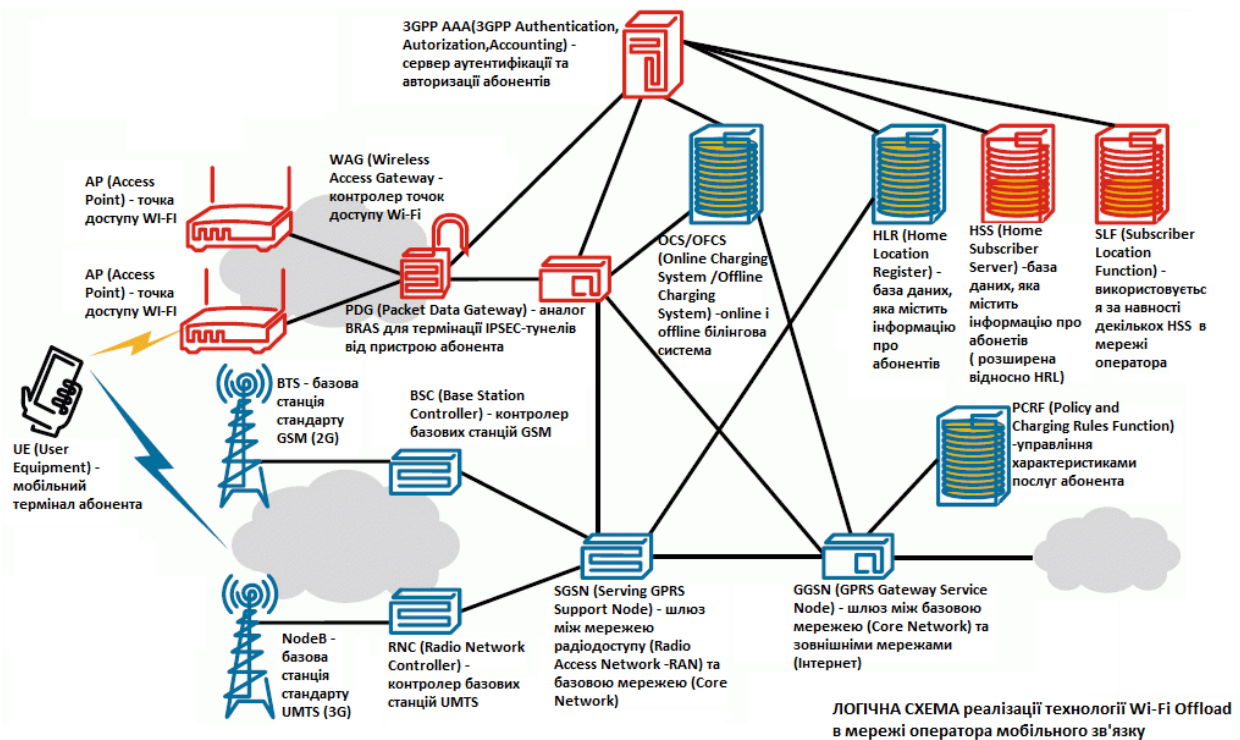 3GPP AAA(3GPP Authentication,
Autorization,Accounting) -
сервер аутентифікації та
авторизації абонентів
WAG (Wireless
Access Gateway -
контролер точок
доступу Wi-Fi
AP (Access
Point) - точка
доступу WI-FI
AP (Access
Point) - точка
доступу WI-FI
PDG (Packet Data Gateway) - аналог
BRAS для термінації IPSEC-тунелів
від пристрою абонента
OCS/OFCS
(Online Charging
System /Offline
Charging
System) -online і
offline білінгова
система
HLR (Home
Location
Register) -
база даних,
яка містить
інформацію
про
абонентів
HSS (Home
Subscriber
Server) -база
даних, яка
містить
інформацію про
абонетів
( розширена
відносно HRL)
SLF (Subscriber
Location
Function) -
використовуєтьс
я за навності
декількох HSS в
мережі
оператора
UE (User
Equipment) -
мобільний
термінал абонента
BTS - базова
станція
стандарту
GSM (2G)
BSC (Base Station
Controller) - контролер
базових станцій GSM
PCRF (Policy and
Charging Rules Function)
-управління
характеристиками
послуг абонента
NodeB -
базова
станція
стандарту
UMTS (3G)
RNC (Radio Network
Controller) -
контролер базових
станцій UMTS
SGSN (Serving GPRS
Support Node) - шлюз
між мережею
радіодоступу (Radio
Access Network -RAN) та
базовою мережею (Core
Network)
GGSN (GPRS Gateway Service
Node) - шлюз між базовою
мережею (Core Network) та
зовнішніми мережами
(Інтернет)
ЛОГІЧНА СХЕМА реалізації технології Wi-Fi Offload
в мережі оператора мобільного зв'язку